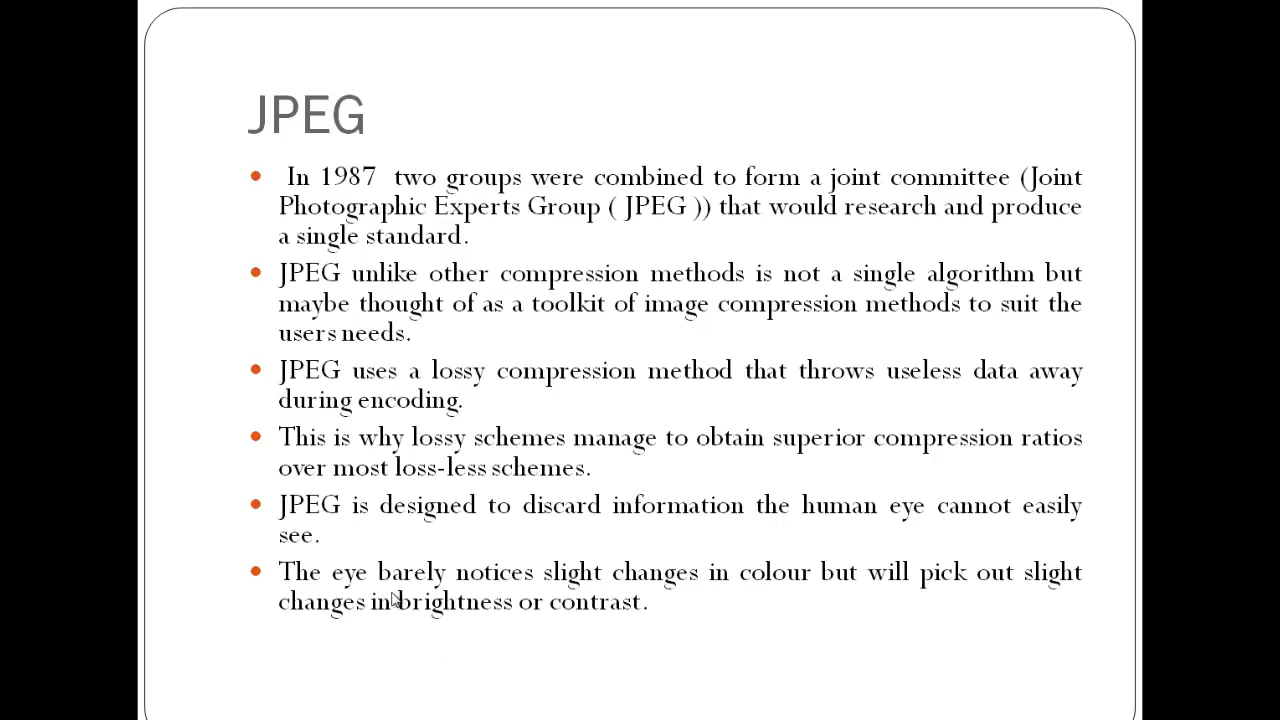 JPEG
• In 1987 two groups were combined to form a joint committee (Joint
Photographic Experts Group ( JPEG )) that would research and produce
a single standard.
• JPEG unlike other compression methods is not a single algorithm but
maybe thought of as a toolkit of image compression methods to suit the
users needs.
• JPEG uses a lossy compression method that throws useless data away
during encoding.
• This is why lossy schemes manage to obtain superior compression ratios
over most loss-less schemes.
• JPEG is designed to discard information the human eye cannot easily
see.
• The eye barely notices slight changes in colour but will pick out slight
changes in brightness or contrast.